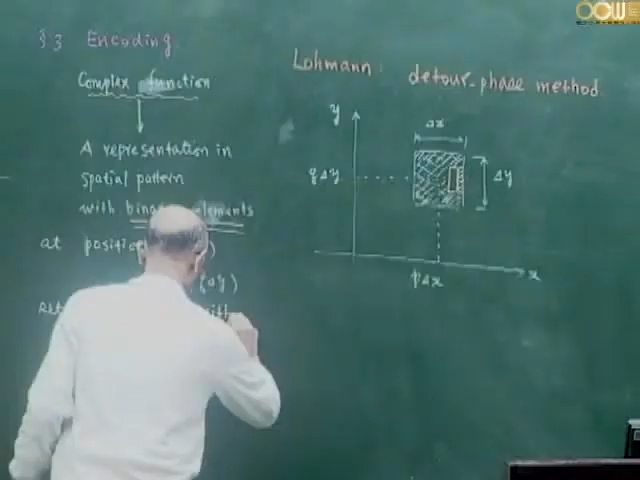 §3 Encoding
Complex function
A representation in
spatial pattern
with elements
at
Lohmann: detour-phase method
y
Δx
qΔy
Δy
x
pΔx
OCW